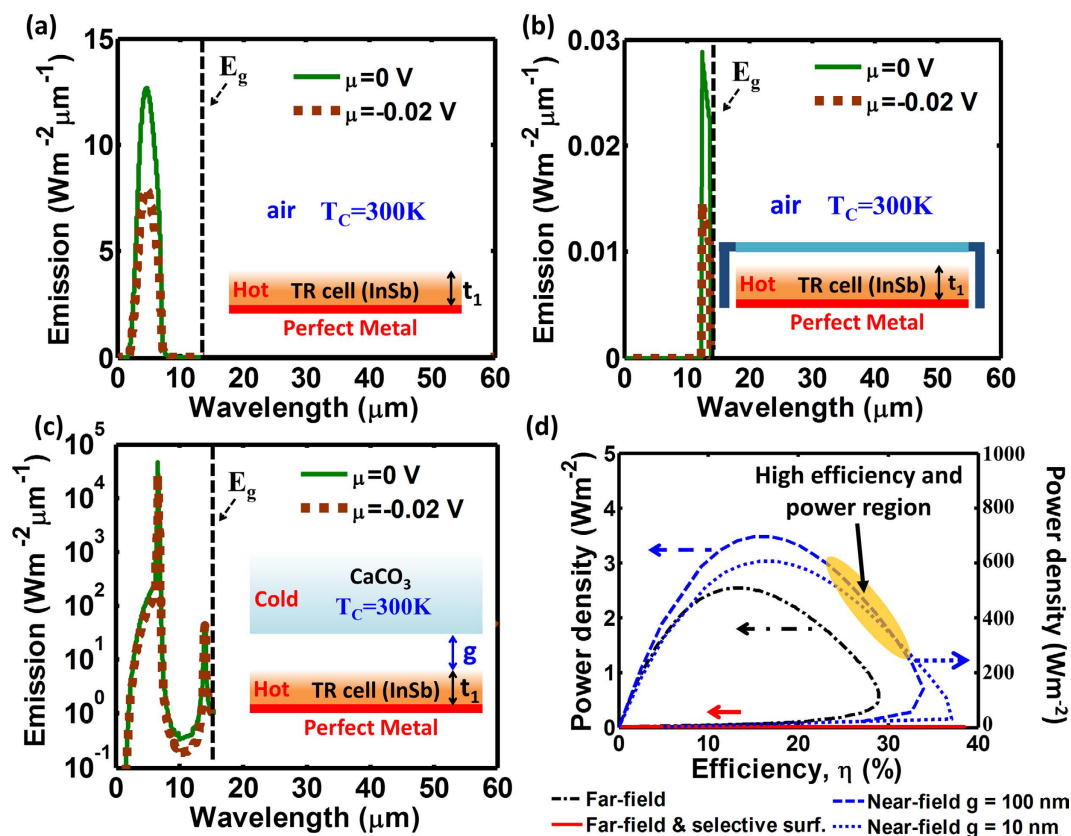 (a)
15
10
5
0
Emission (Wm⁻²μm⁻¹)
E_g
μ=0 V
μ=-0.02 V
air T_C=300K
Hot TR cell (InSb) t₁
Perfect Metal
0 10 20 30 40 50 60
Wavelength (μm)
(b)
0.03
0.02
0.01
0
Emission (Wm⁻²μm⁻¹)
E_g
μ=0 V
μ=-0.02 V
air T_C=300K
Hot TR cell (InSb) t₁
Perfect Metal
0 10 20 30 40 50 60
Wavelength (μm)
(c)
10⁵
10⁴
10³
10²
10¹
10⁰
10⁻¹
Emission (Wm⁻²μm⁻¹)
E_g
μ=0 V
μ=-0.02 V
CaCO₃
Cold T_C=300K
g
Hot TR cell (InSb) t₁
Perfect Metal
0 10 20 30 40 50 60
Wavelength (μm)
(d)
5
4
3
2
1
0
Power density (Wm⁻²)
High efficiency and
power region
1000
800
600
400
200
0
Power density (Wm⁻²)
0 10 20 30 40
Efficiency, η (%)
Far-field
Near-field g = 100 nm
Far-field & selective surf.
Near-field g = 10 nm